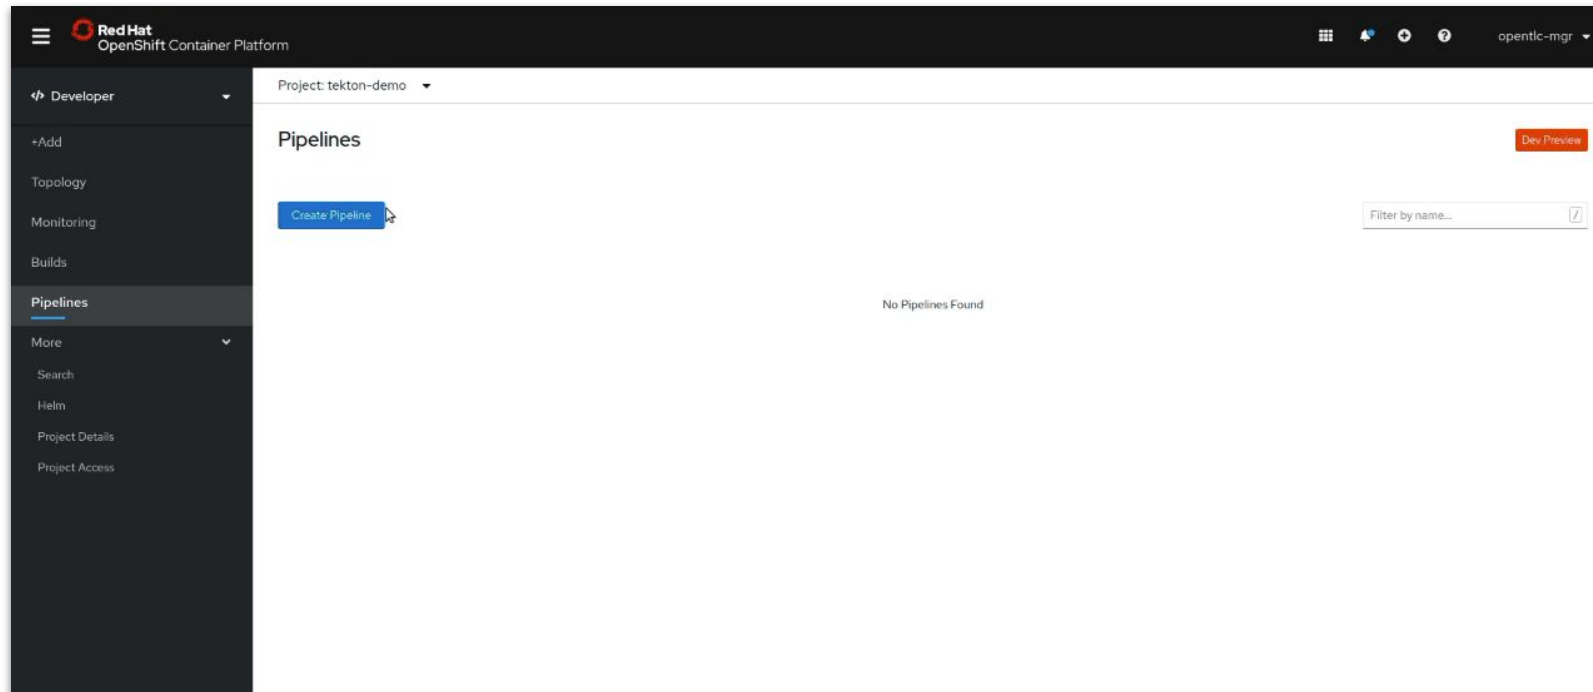 Red Hat
OpenShift Container Platform
opentlc-mgr
</> Developer
Project: tekton-demo
+Add
Pipelines
Dev Preview
Topology
Monitoring
Create Pipeline
Filter by name...
/
Builds
Pipelines
No Pipelines Found
More
Search
Helm
Project Details
Project Access